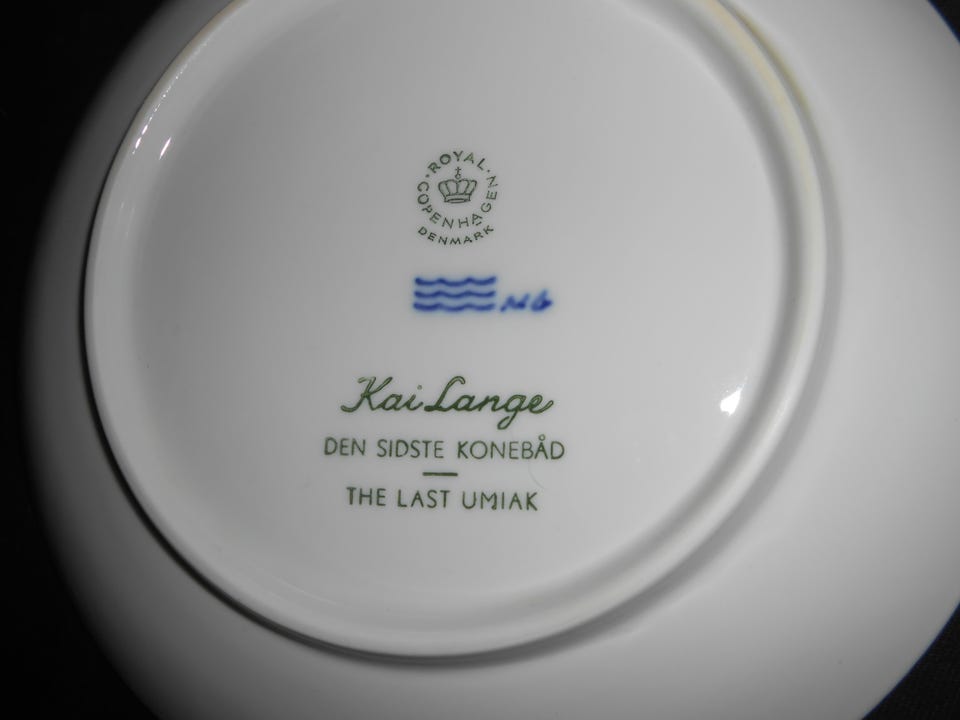 ROYAL
COPENHAGEN
DENMARK
Kai Lange
DEN SIDSTE KONEBÅD
THE LAST UMIAK